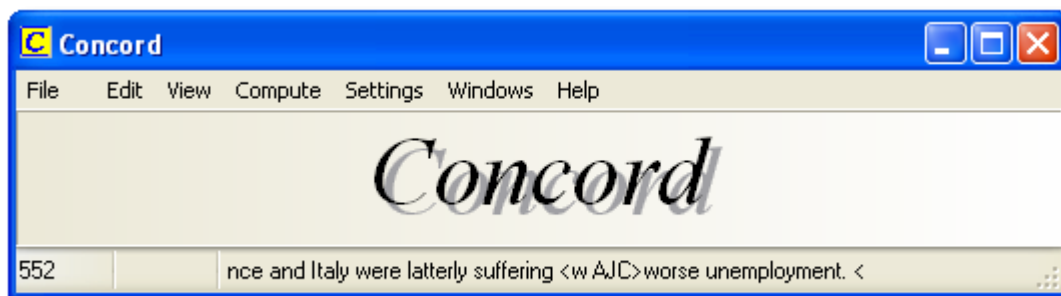 C Concord
File Edit View Compute Settings Windows Help
Concord
552 nce and Italy were latterly suffering <w AJC>worse unemployment. <